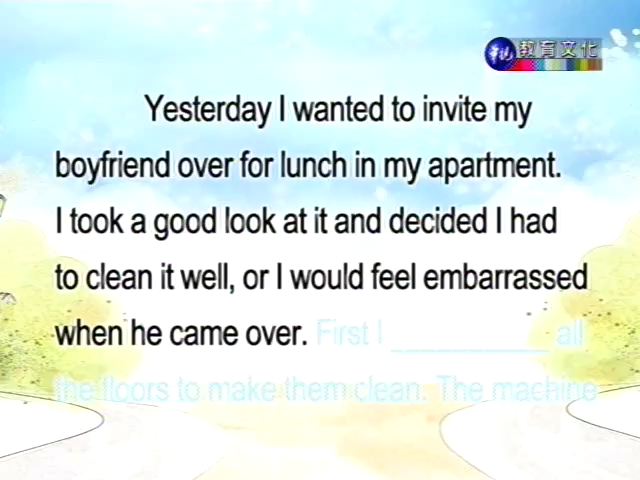 華視 教育文化
Yesterday I wanted to invite my
boyfriend over for lunch in my apartment.
I took a good look at it and decided I had
to clean it well, or I would feel embarrassed
when he came over. First I __________ all
the floors to make them clean. The machine